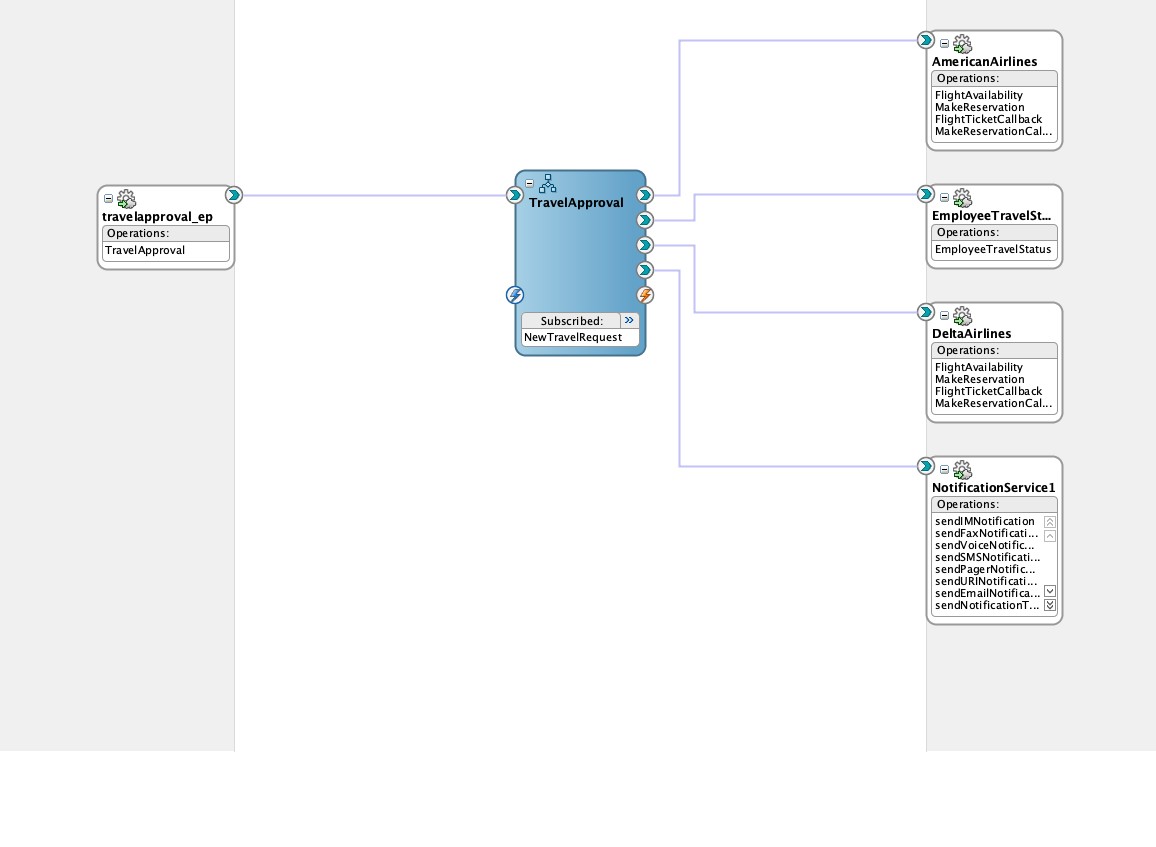 travelapproval_ep
Operations:
TravelApproval
TravelApproval
Subscribed:
NewTravelRequest
AmericanAirlines
Operations:
FlightAvailability
MakeReservation
FlightTicketCallback
MakeReservationCal...
EmployeeTravelSt...
Operations:
EmployeeTravelStatus
DeltaAirlines
Operations:
FlightAvailability
MakeReservation
FlightTicketCallback
MakeReservationCal...
NotificationService1
Operations:
sendIMNotification
sendFaxNotificati...
sendVoiceNotific...
sendSMSNotificati...
sendPagerNotific...
sendURINotificati...
sendEmailNotifica...
sendNotificationT...